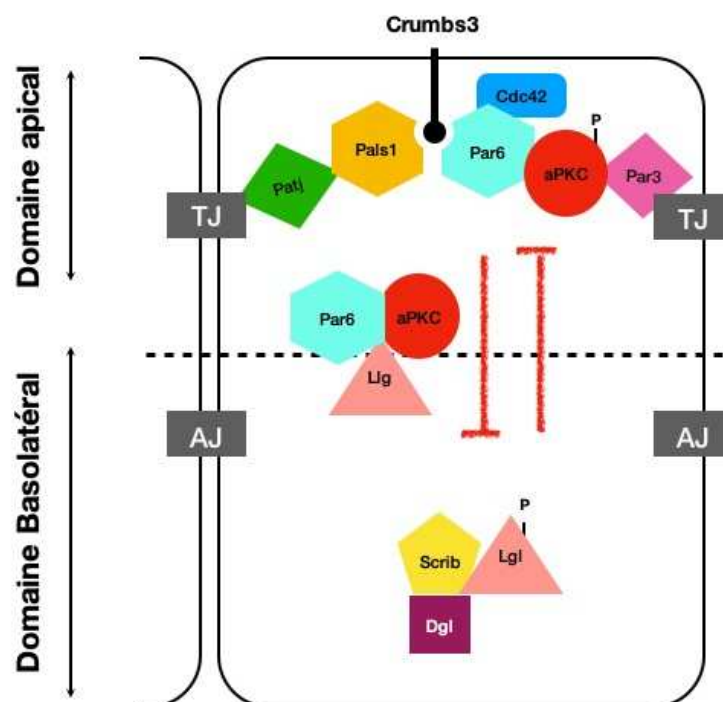 Crumbs3
Domaine apical
Cdc42
P
Pals1
Par6
aPKC
Par3
Patj
TJ
TJ
Par6
aPKC
Llg
Domaine Basolatéral
AJ
AJ
P
Scrib
Lgl
Dgl